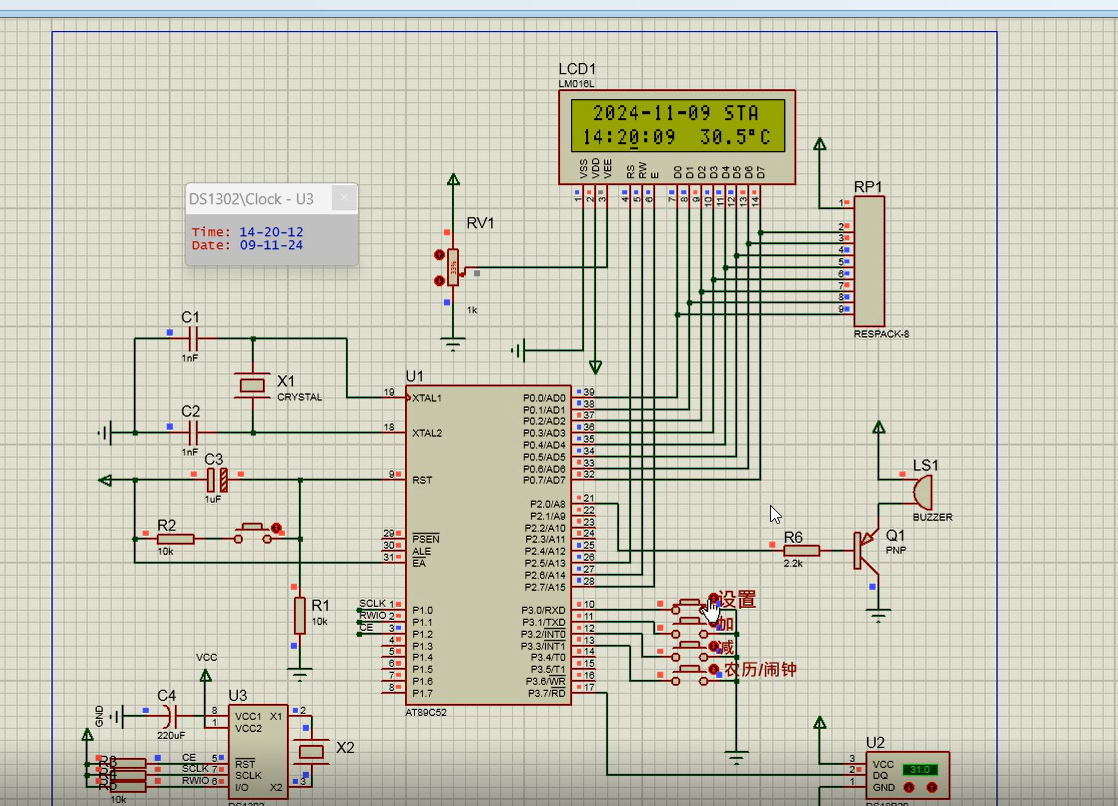 LCD1
LM016L
2024-11-09 STA
14:20:09 30.5°C
VSS VDD VEE RS RW E D0 D1 D2 D3 D4 D5 D6 D7
1 2 3 4 5 6 7 8 9 10 11 12 13 14
DS1302\Clock - U3
Time: 14-20-12
Date: 09-11-24
RV1
33%
1k
RP1
1
2
3
4
5
6
7
8
9
RESPACK-8
C1
1nF
X1
CRYSTAL
C2
1nF
C3
1uF
R2
10k
R1
10k
U1
19 XTAL1
18 XTAL2
9 RST
29 PSEN
30 ALE
31 EA
SCLK 1 P1.0
RWIO 2 P1.1
CE 3 P1.2
4 P1.3
5 P1.4
6 P1.5
7 P1.6
8 P1.7
P0.0/AD0 39
P0.1/AD1 38
P0.2/AD2 37
P0.3/AD3 36
P0.4/AD4 35
P0.5/AD5 34
P0.6/AD6 33
P0.7/AD7 32
P2.0/A8 21
P2.1/A9 22
P2.2/A10 23
P2.3/A11 24
P2.4/A12 25
P2.5/A13 26
P2.6/A14 27
P2.7/A15 28
P3.0/RXD 10
P3.1/TXD 11
P3.2/INT0 12
P3.3/INT1 13
P3.4/T0 14
P3.5/T1 15
P3.6/WR 16
P3.7/RD 17
AT89C52
设置
加
减
农历/闹钟
R6
2.2k
Q1
PNP
LS1
BUZZER
VCC
GND
C4
220uF
U3
8 VCC1 X1 2
1 VCC2
CE 5 RST
SCLK 7 SCLK
RWIO 6 I/O X2 3
10k
DS1302
X2
U2
3 VCC
2 DQ
1 GND
31.0
DS18B20